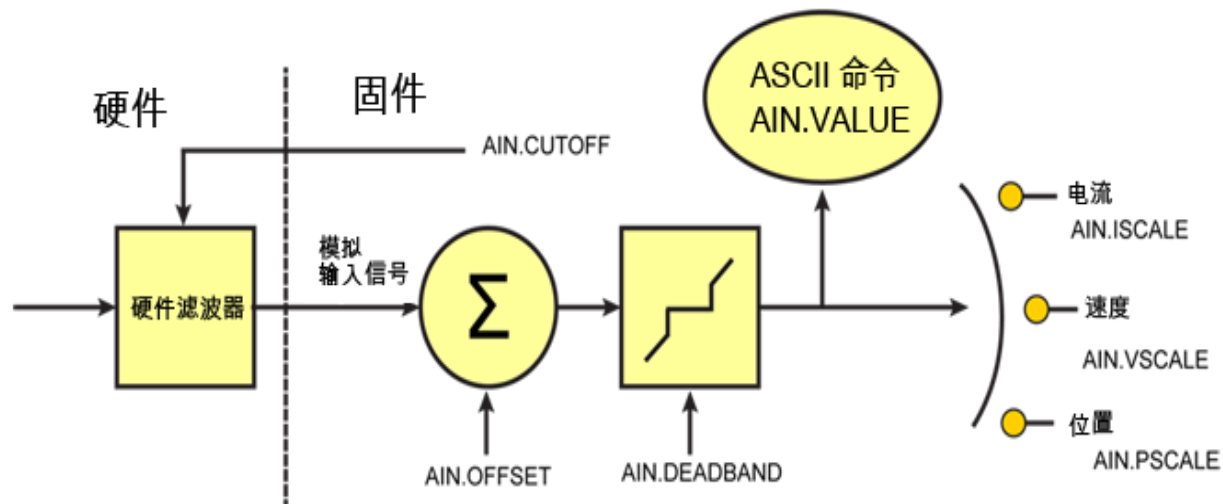 硬件
固件
AIN.CUTOFF
ASCII 命令
AIN.VALUE
硬件滤波器
模拟
输入信号
Σ
AIN.OFFSET
AIN.DEADBAND
电流
AIN.ISCALE
速度
AIN.VSCALE
位置
AIN.PSCALE